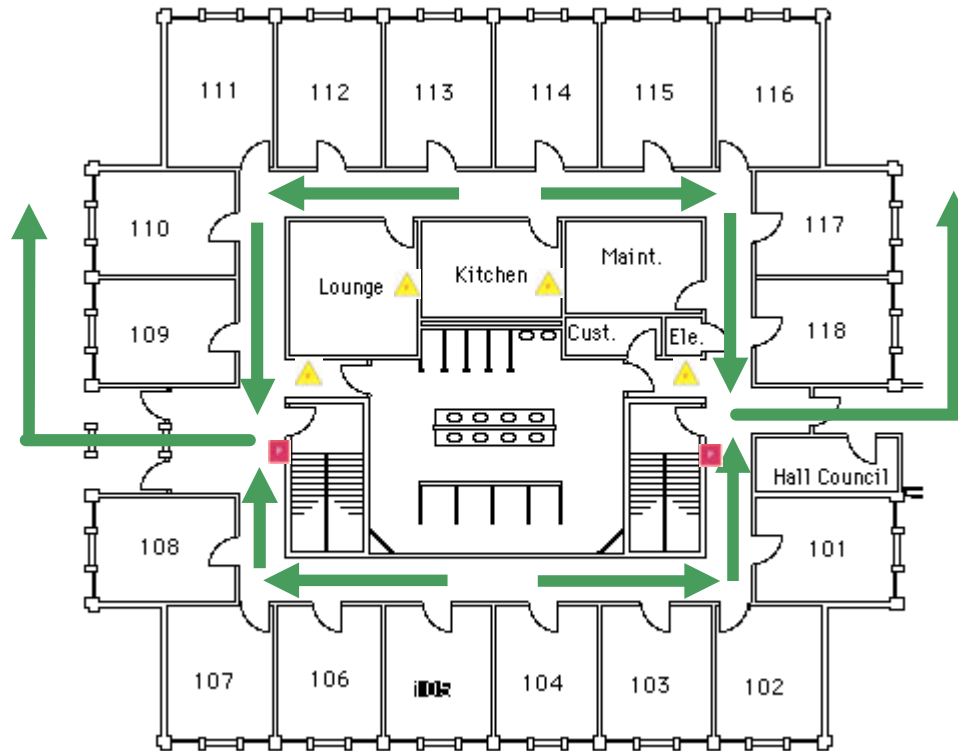 111 112 113 114 115 116
110 117
Maint.
Kitchen
Lounge
109 118
Cust. Ele.
Hall Council
108 101
107 106 104 103 102